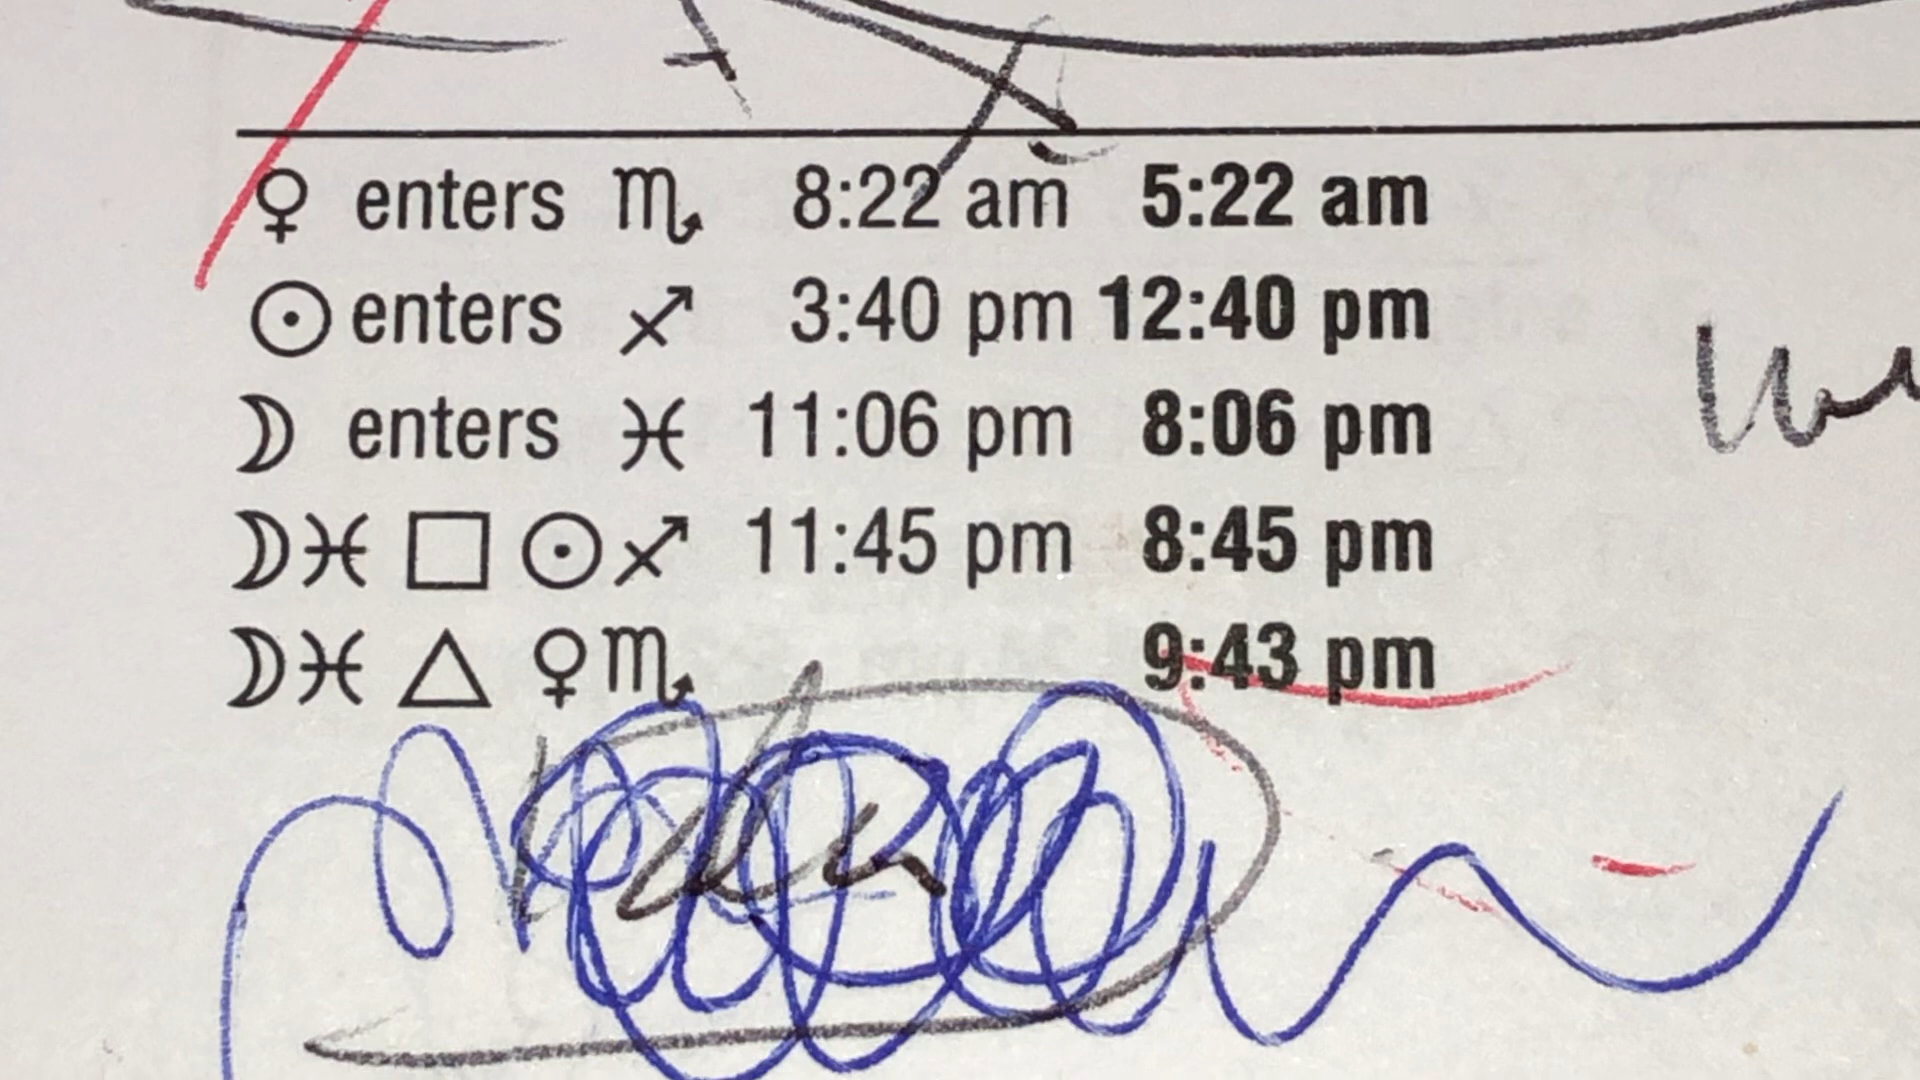 ♀ enters ♏ 8:22 am 5:22 am
☉ enters ♐ 3:40 pm 12:40 pm
☽ enters ♓ 11:06 pm 8:06 pm
☽♓ □ ☉♐ 11:45 pm 8:45 pm
☽♓ △ ♀♏ 9:43 pm